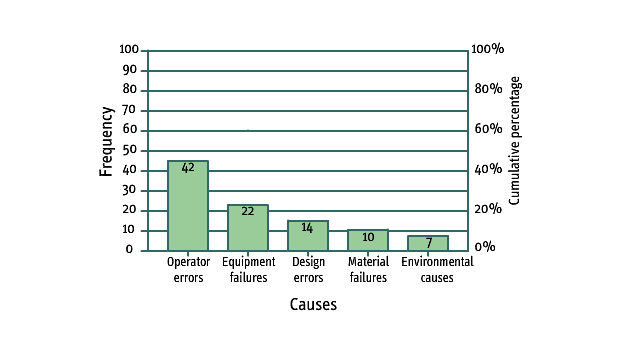 100
90
80
70
60
50
40
30
20
10
0
Frequency
100%
80%
60%
40%
20%
0%
Cumulative percentage
42
22
14
10
7
Operator
errors
Equipment
failures
Design
errors
Material
failures
Environmental
causes
Causes